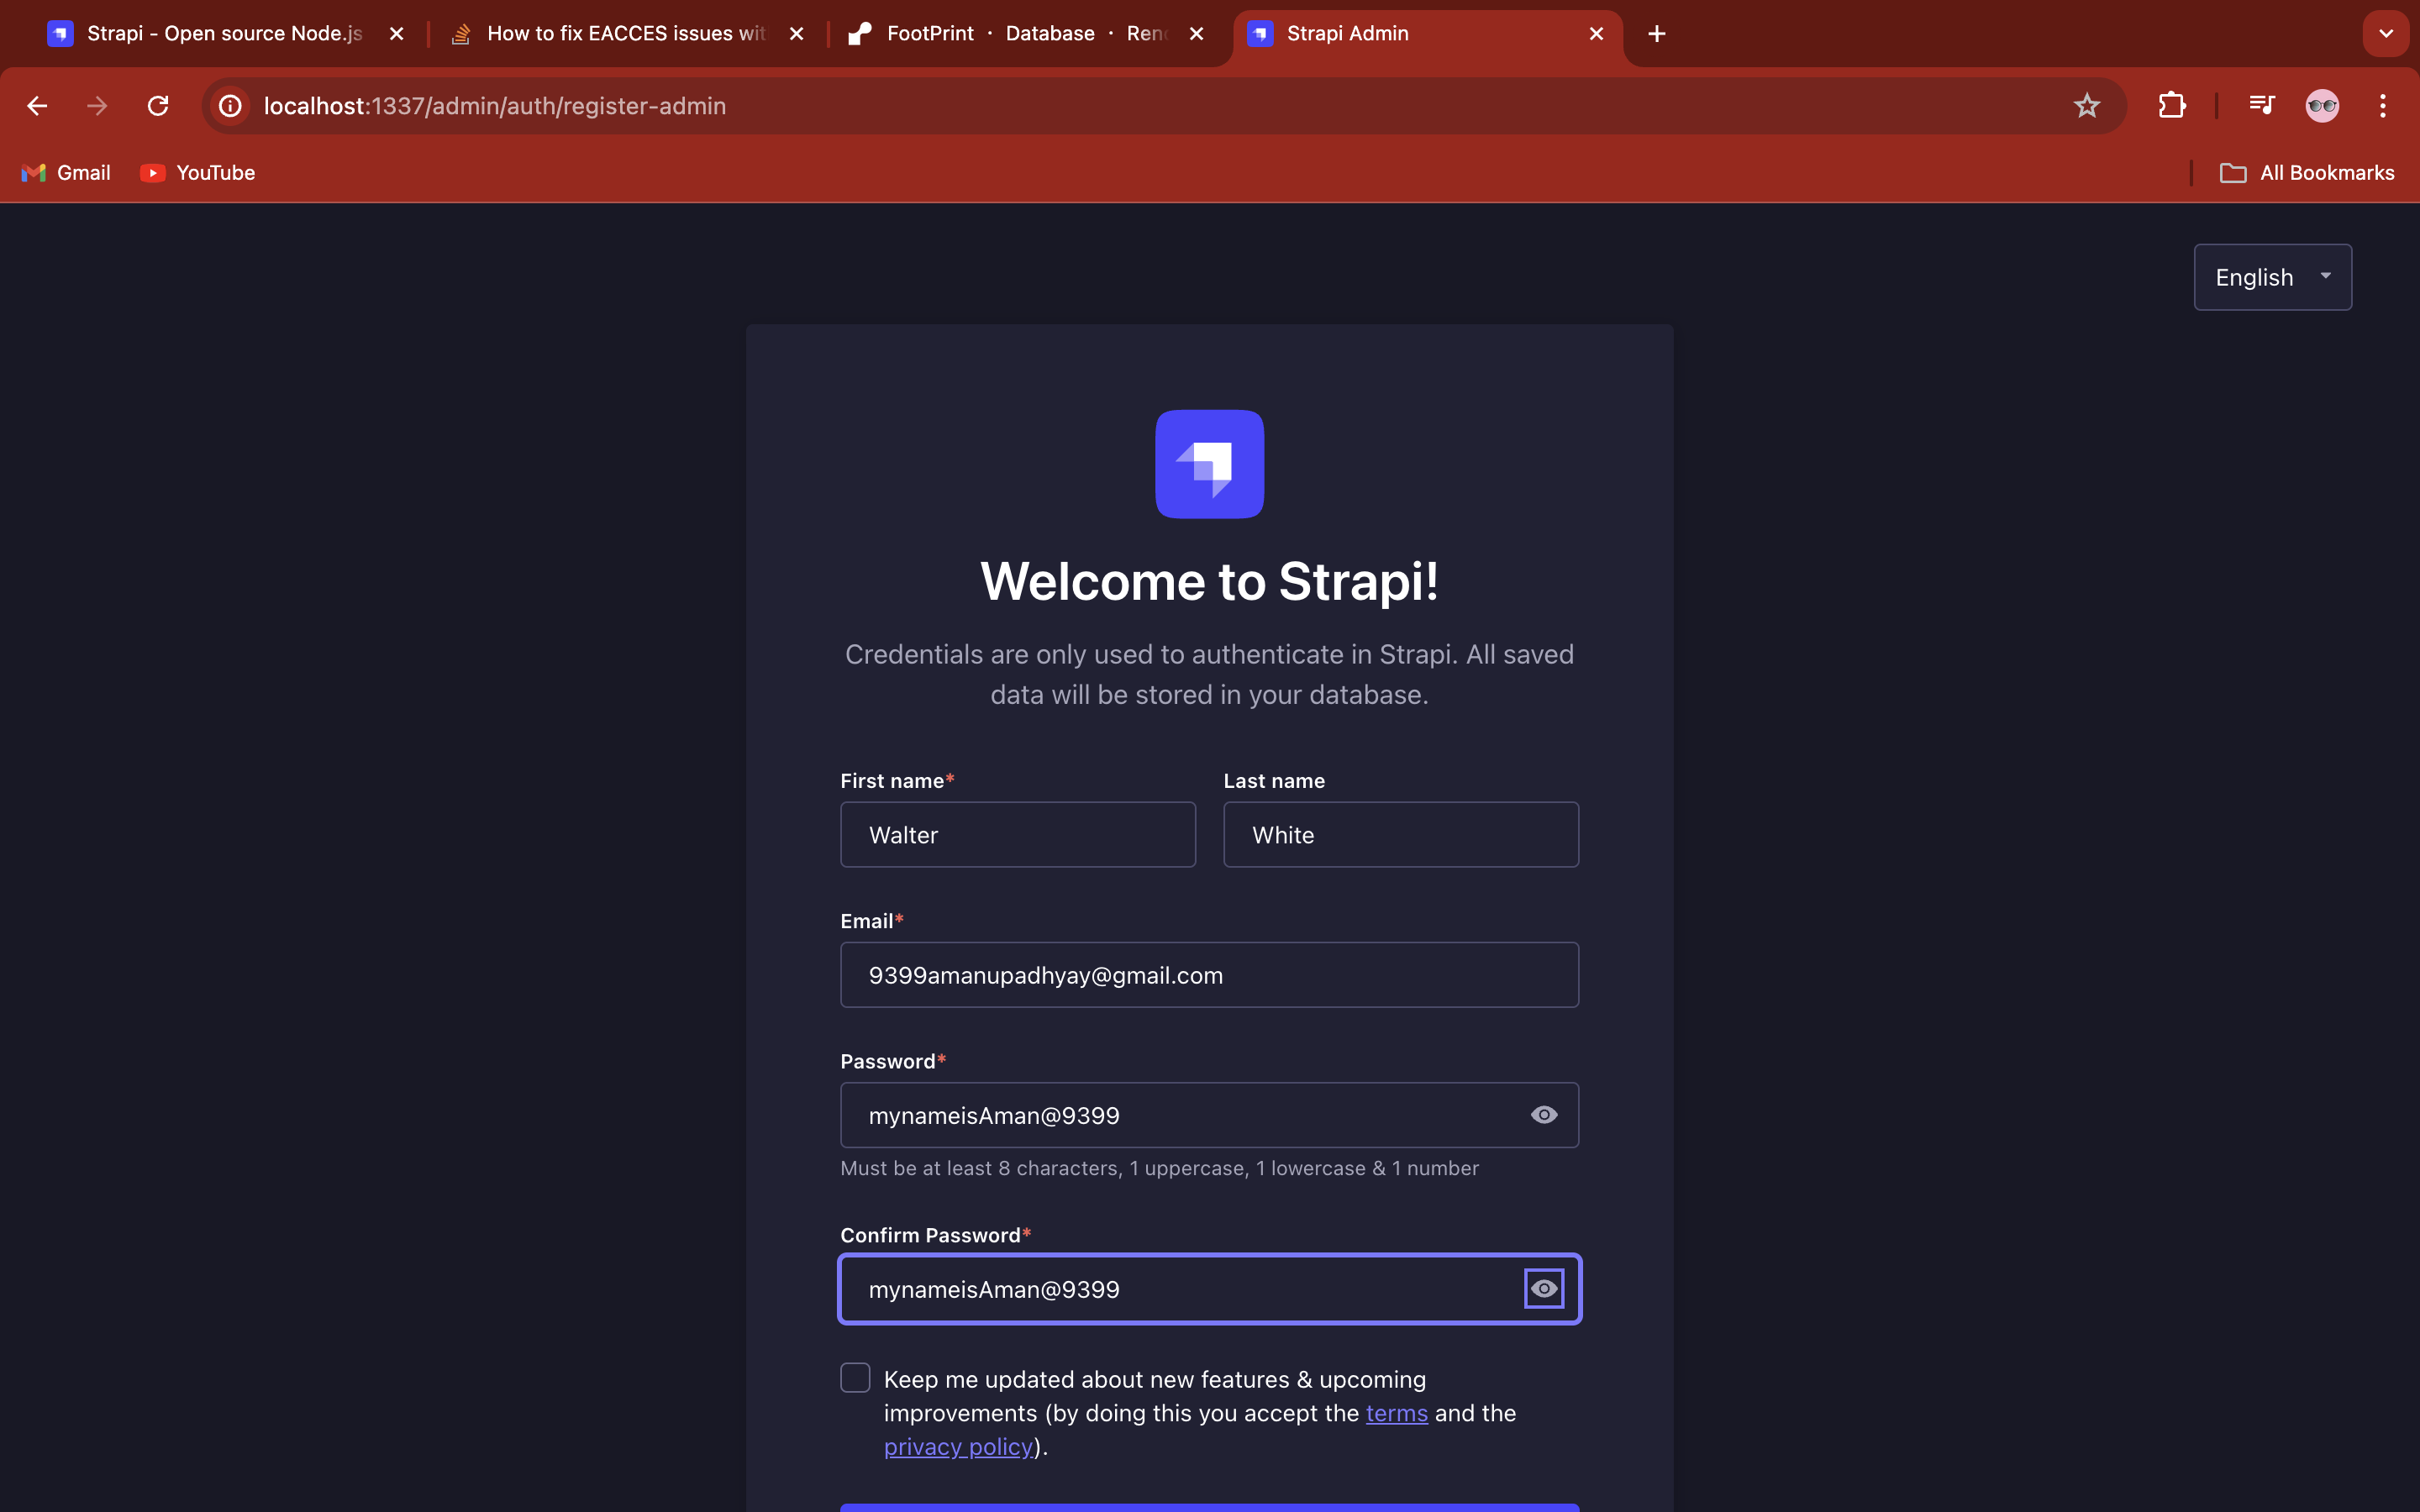 Strapi - Open source Node.js
How to fix EACCES issues wit
FootPrint · Database · Ren
Strapi Admin
localhost:1337/admin/auth/register-admin
Gmail
YouTube
All Bookmarks
English
Welcome to Strapi!
Credentials are only used to authenticate in Strapi. All saved
data will be stored in your database.
First name*
Last name
Walter
White
Email*
9399amanupadhyay@gmail.com
Password*
mynameisAman@9399
Must be at least 8 characters, 1 uppercase, 1 lowercase & 1 number
Confirm Password*
mynameisAman@9399
Keep me updated about new features & upcoming
improvements (by doing this you accept the terms and the
privacy policy).